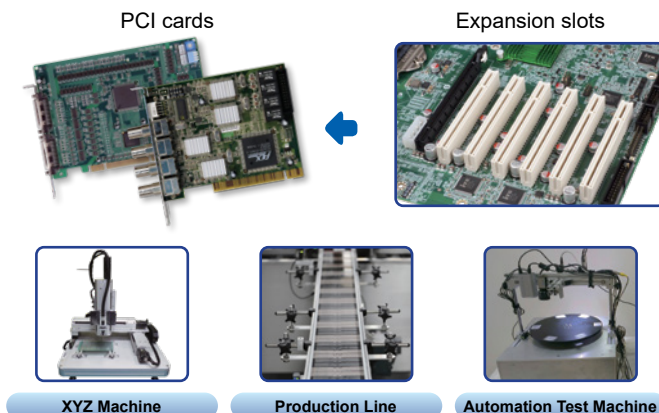 PCI cards
Expansion slots
XYZ Machine
Production Line
Automation Test Machine